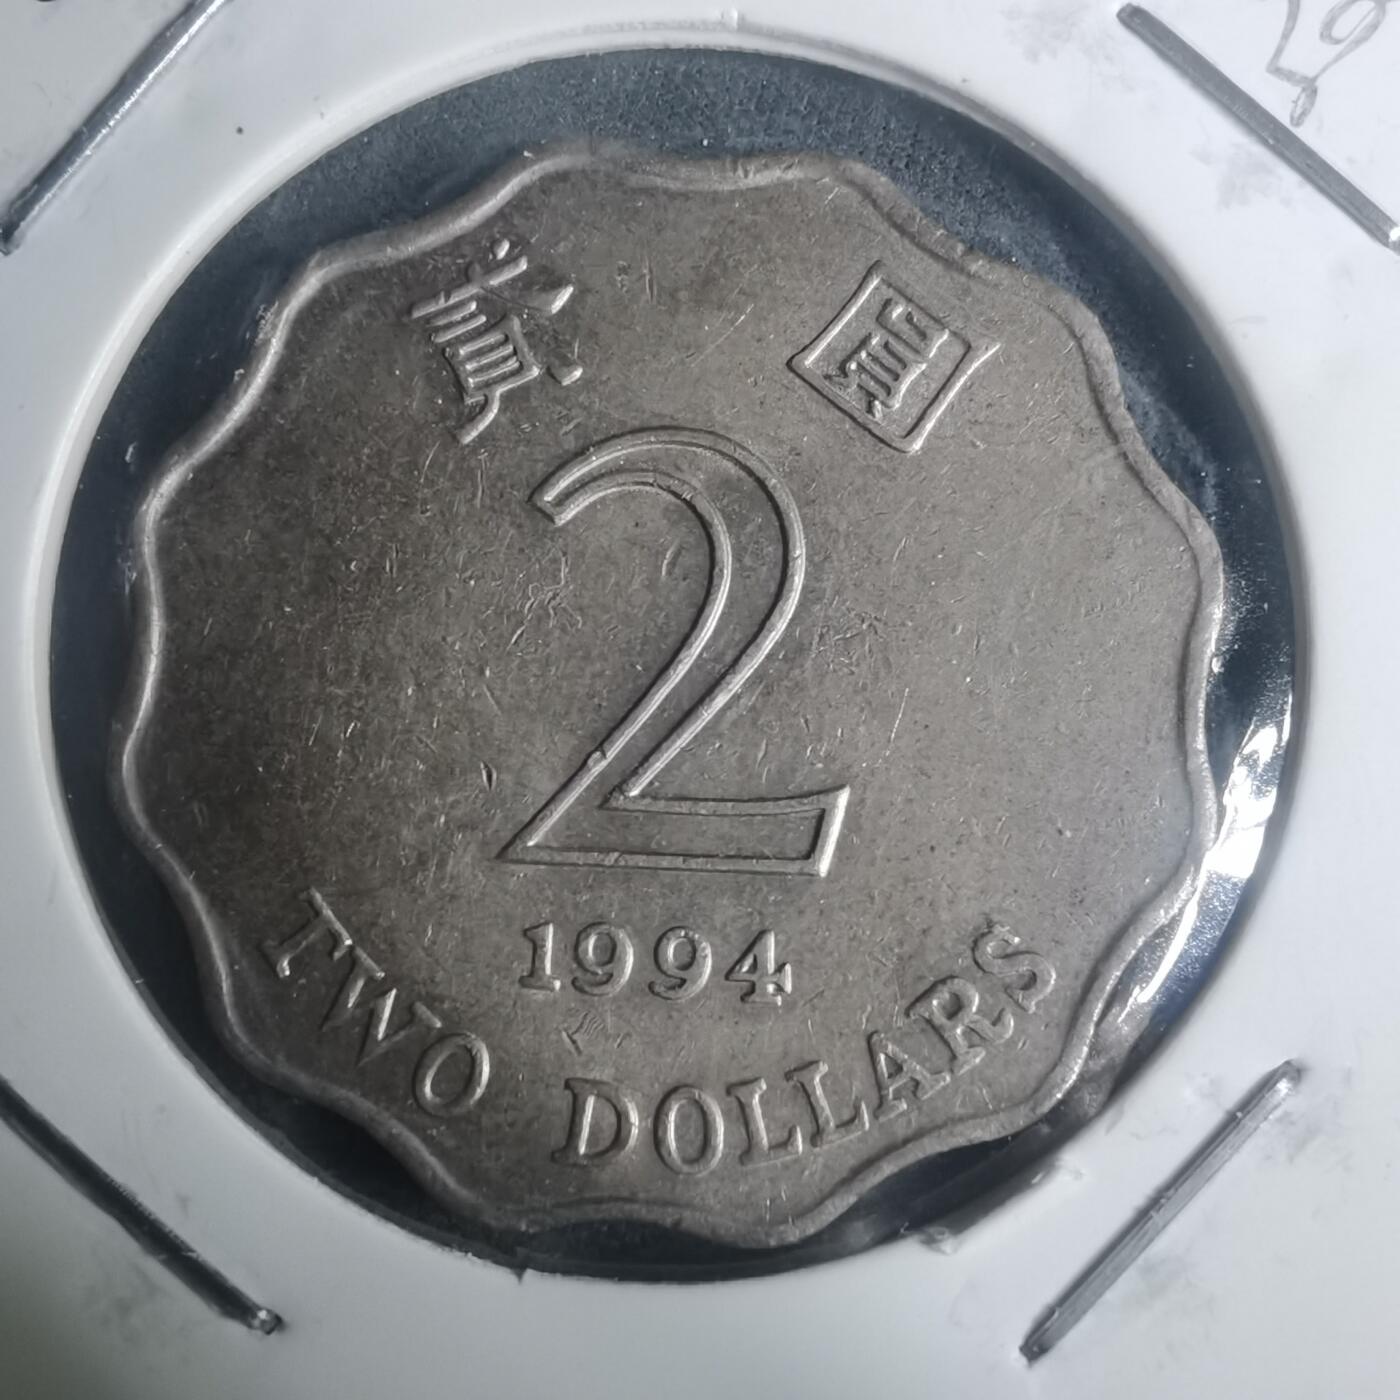 貳 圓
2
1994
TWO DOLLARS